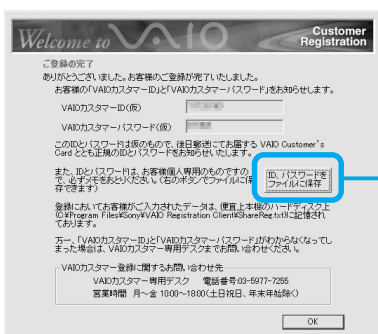 Welcome to VAIO Customer Registration
ご登録の完了
ありがとうございました。お客様のご登録が完了いたしました。
お客様の「VAIOカスタマーID」と「VAIOカスタマーパスワード」をお知らせします。
VAIOカスタマーID(仮)
VAIOカスタマーパスワード(仮)
このIDとパスワードは仮のもので、後日郵送にてお届する VAIO Customer's
Card とともに正規のIDとパスワードをお知らせいたします。
また、IDとパスワードは、お客様個人専用のものですの
で、必ずメモをおとりください。(右のボタンでファイルに保
存できます)
ID、パスワードを
ファイルに保存
登録においてお客様がご入力されたデータは、便宜上本機のハードディスク上
(C:¥Program Files¥Sony¥VAIO Registration Client¥ShareReg.txt)に記憶され
ております。
万一、「VAIOカスタマーID」と「VAIOカスタマーパスワード」がわからなくなってし
まった場合は、VAIOカスタマー専用デスクまでお問い合わせください。
VAIOカスタマー登録に関するお問い合わせ先
VAIOカスタマー専用デスク 電話番号:03-5977-7255
営業時間 月～金 10:00～18:00(土日祝日、年末年始除く)
OK